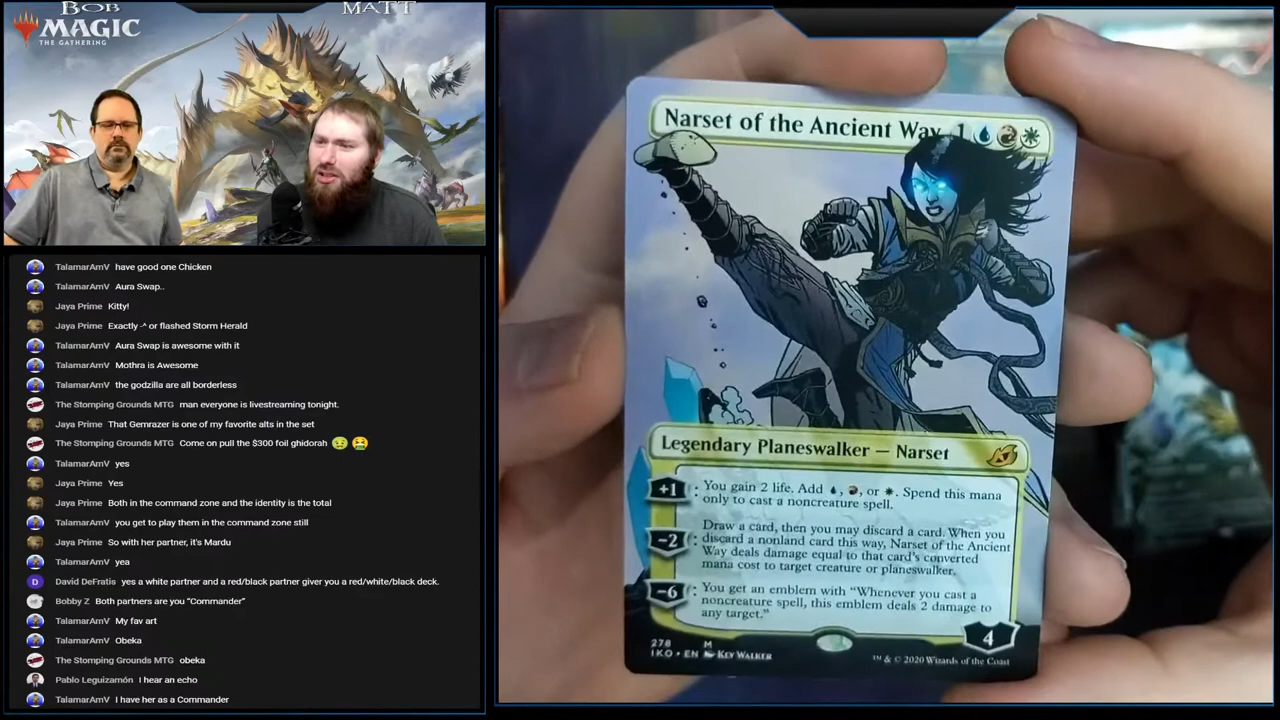 BOB
MATT
MAGIC
THE GATHERING
TalamarAmV have good one Chicken
TalamarAmV Aura Swap..
Jaya Prime Kitty!
Jaya Prime Exactly -^ or flashed Storm Herald
TalamarAmV Aura Swap is awesome with it
TalamarAmV Mothra is Awesome
TalamarAmV the godzilla are all borderless
The Stomping Grounds MTG man everyone is livestreaming tonight.
Jaya Prime That Gemrazer is one of my favorite alts in the set
The Stomping Grounds MTG Come on pull the $300 foil ghidorah 🤢 🤮
TalamarAmV yes
Jaya Prime Yes
Jaya Prime Both in the command zone and the identity is the total
TalamarAmV you get to play them in the command zone still
Jaya Prime So with her partner, it's Mardu
TalamarAmV yea
D David DeFratis yes a white partner and a red/black partner give you a red/white/black deck.
Bobby Z Both partners are you "Commander"
TalamarAmV My fav art
TalamarAmV Obeka
The Stomping Grounds MTG obeka
Pablo Leguizamón I hear an echo
TalamarAmV I have her as a Commander
Narset of the Ancient Way 1
Legendary Planeswalker — Narset
+1 : You gain 2 life. Add , , or . Spend this mana
only to cast a noncreature spell.
Draw a card, then you may discard a card. When you
-2 : discard a nonland card this way, Narset of the Ancient
Way deals damage equal to that card's converted
mana cost to target creature or planeswalker.
-6 : You get an emblem with "Whenever you cast a
noncreature spell, this emblem deals 2 damage to
any target."
4
278 M
IKO • EN Kev Walker
™ & © 2020 Wizards of the Coast